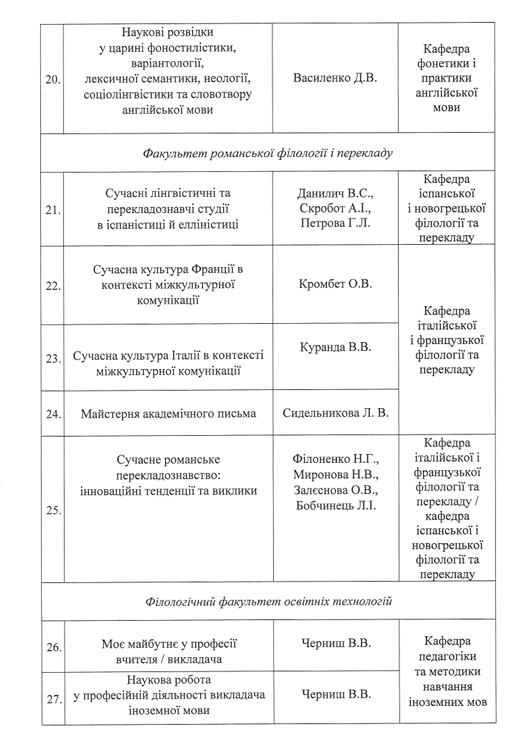 20.
Наукові розвідки
у царині фоностилістики,
варіантології,
лексичної семантики, неології,
соціолінгвістики та словотвору
англійської мови
Василенко Д.В.
Кафедра
фонетики і
практики
англійської
мови
Факультет романської філології і перекладу
21.
Сучасні лінгвістичні та
перекладознавчі студії
в іспаністиці й елліністиці
Данилич В.С.,
Скробот А.І.,
Петрова Г.Л.
Кафедра
іспанської
і новогрецької
філології та
перекладу
22.
Сучасна культура Франції в
контексті міжкультурної
комунікації
Кромбет О.В.
Кафедра
італійської
і французької
філології та
перекладу
23.
Сучасна культура Італії в контексті
міжкультурної комунікації
Куранда В.В.
24.
Майстерня академічного письма
Сидельникова Л. В.
25.
Сучасне романське
перекладознавство:
інноваційні тенденції та виклики
Філоненко Н.Г.,
Миронова Н.В.,
Залєснова О.В.,
Бобчинець Л.І.
Кафедра
італійської і
французької
філології та
перекладу /
кафедра
іспанської і
новогрецької
філології та
перекладу
Філологічний факультет освітніх технологій
26.
Моє майбутнє у професії
вчителя / викладача
Черниш В.В.
Кафедра
педагогіки
та методики
навчання
іноземних мов
27.
Наукова робота
у професійній діяльності викладача
іноземної мови
Черниш В.В.